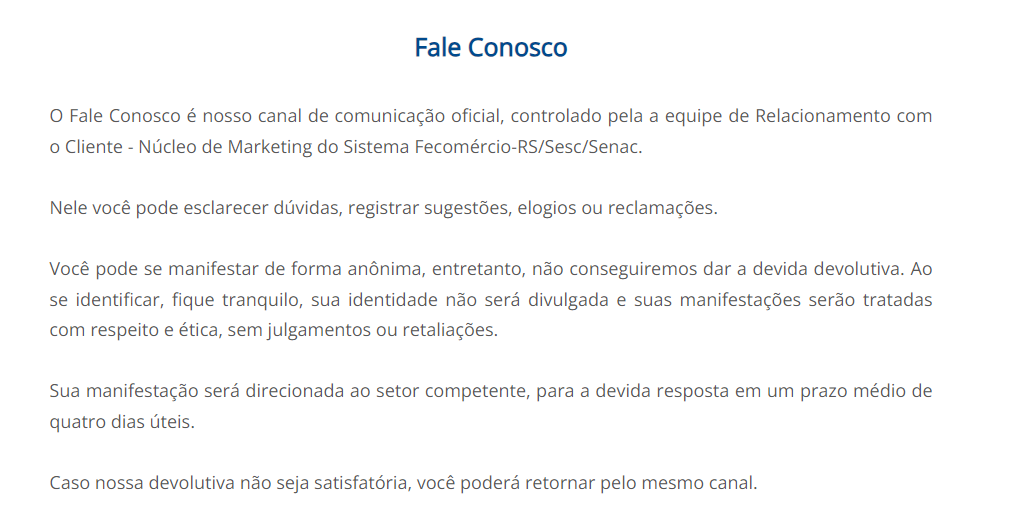 Fale Conosco
O Fale Conosco é nosso canal de comunicação oficial, controlado pela a equipe de Relacionamento com
o Cliente - Núcleo de Marketing do Sistema Fecomércio-RS/Sesc/Senac.
Nele você pode esclarecer dúvidas, registrar sugestões, elogios ou reclamações.
Você pode se manifestar de forma anônima, entretanto, não conseguiremos dar a devida devolutiva. Ao
se identificar, fique tranquilo, sua identidade não será divulgada e suas manifestações serão tratadas
com respeito e ética, sem julgamentos ou retaliações.
Sua manifestação será direcionada ao setor competente, para a devida resposta em um prazo médio de
quatro dias úteis.
Caso nossa devolutiva não seja satisfatória, você poderá retornar pelo mesmo canal.